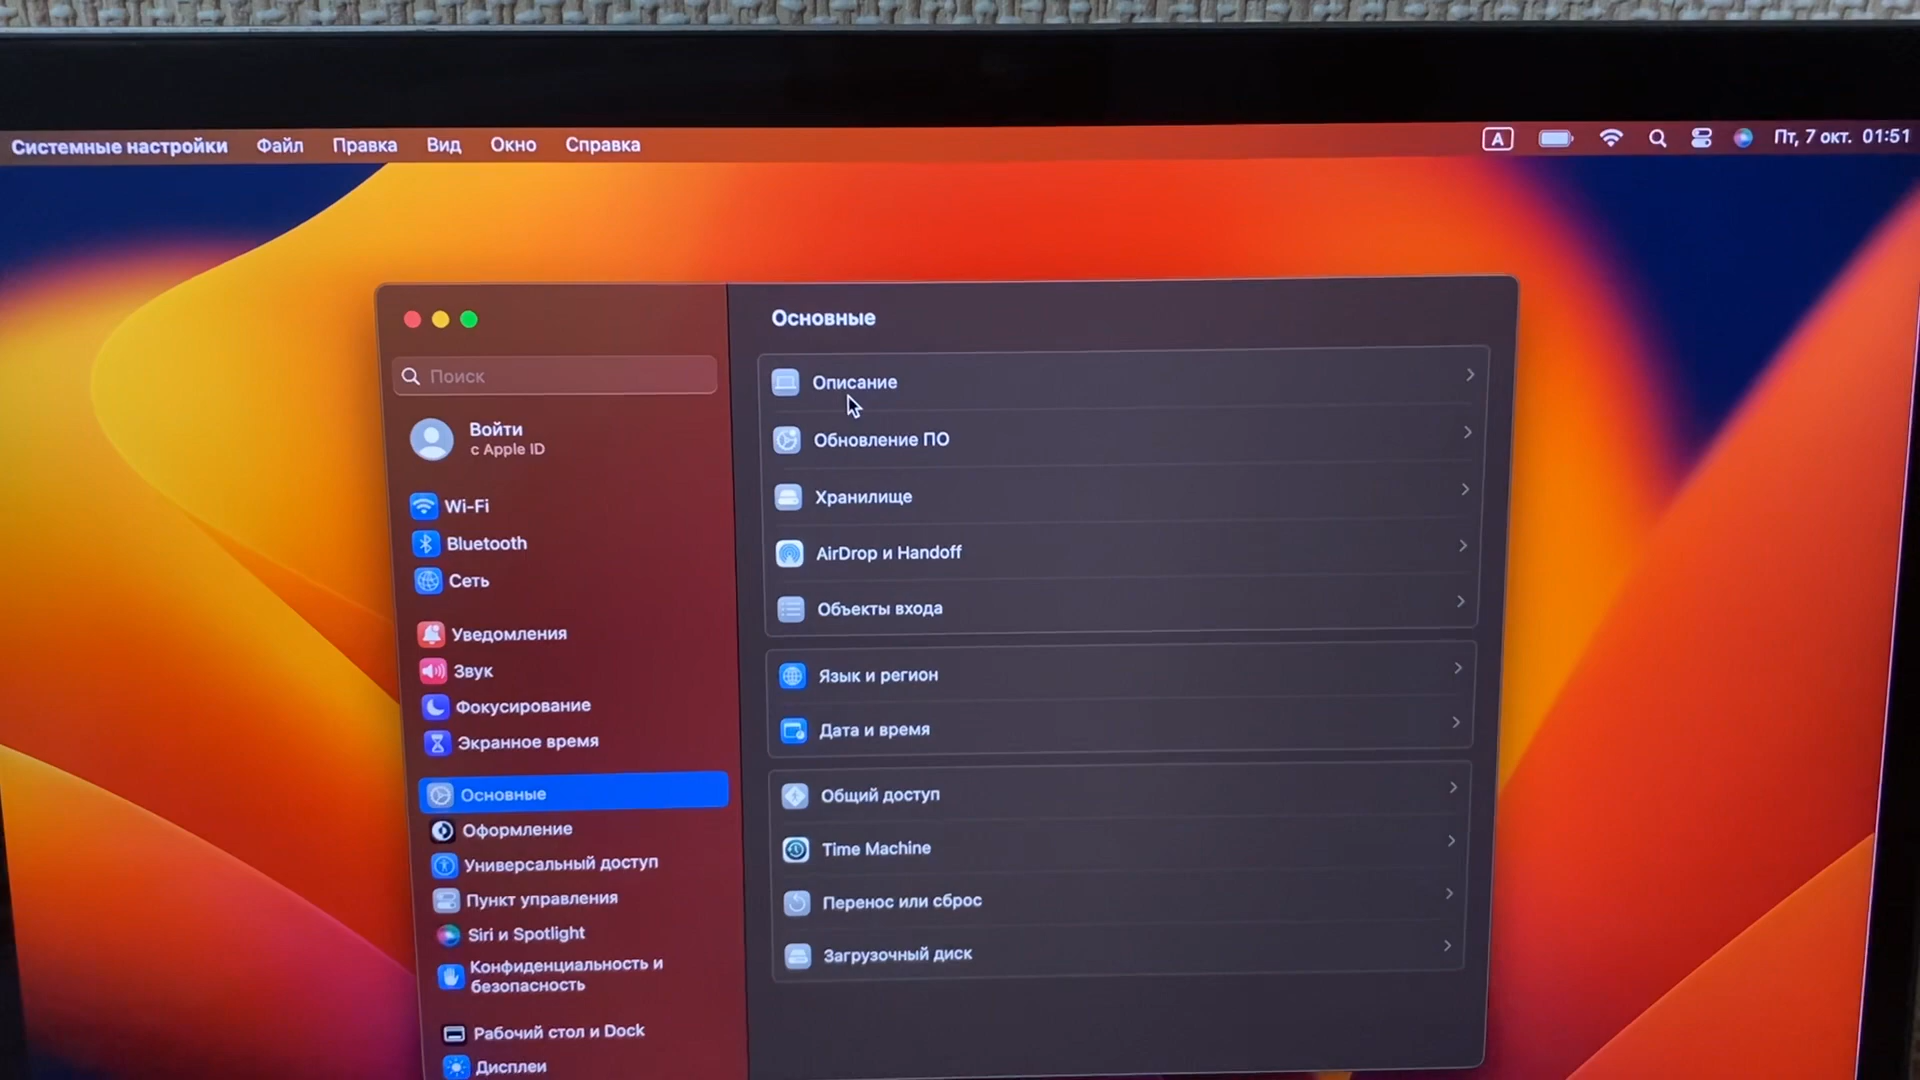 Системные настройки Файл Правка Вид Окно Справка A Пт, 7 окт. 01:51
Основные
Поиск
Войти
с Apple ID
Wi-Fi
Bluetooth
Сеть
Уведомления
Звук
Фокусирование
Экранное время
Основные
Оформление
Универсальный доступ
Пункт управления
Siri и Spotlight
Конфиденциальность и
безопасность
Рабочий стол и Dock
Дисплеи
Описание
Обновление ПО
Хранилище
AirDrop и Handoff
Объекты входа
Язык и регион
Дата и время
Общий доступ
Time Machine
Перенос или сброс
Загрузочный диск